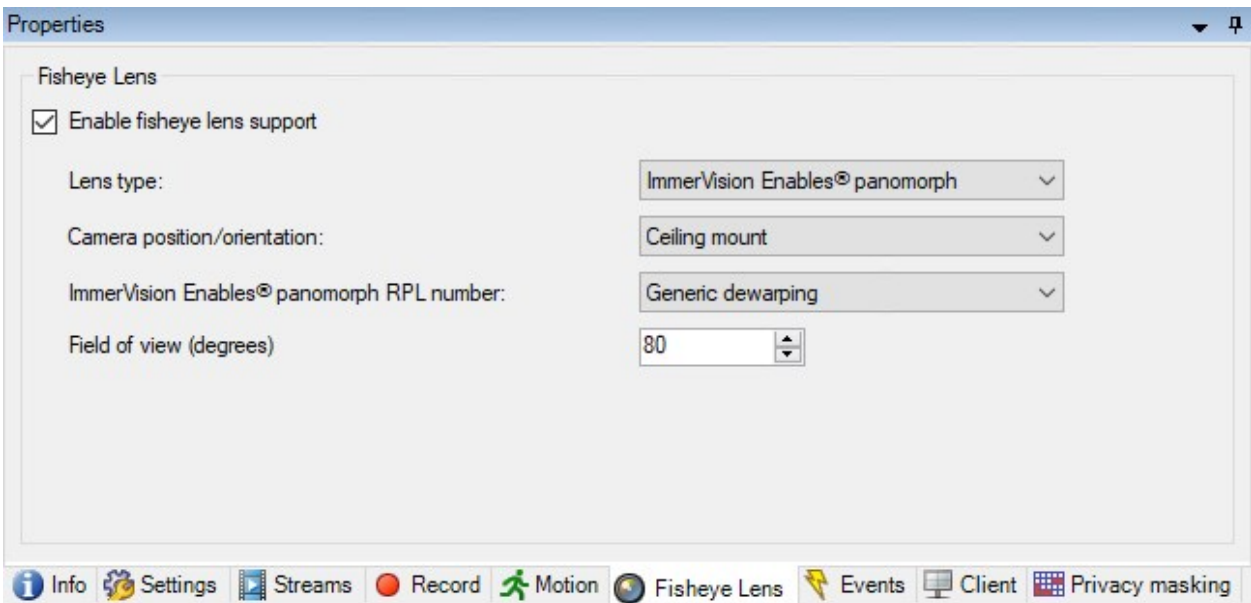 Properties
Fisheye Lens
Enable fisheye lens support
Lens type: ImmerVision Enables® panomorph
Camera position/orientation: Ceiling mount
ImmerVision Enables® panomorph RPL number: Generic dewarping
Field of view (degrees) 80
Info Settings Streams Record Motion Fisheye Lens Events Client Privacy masking